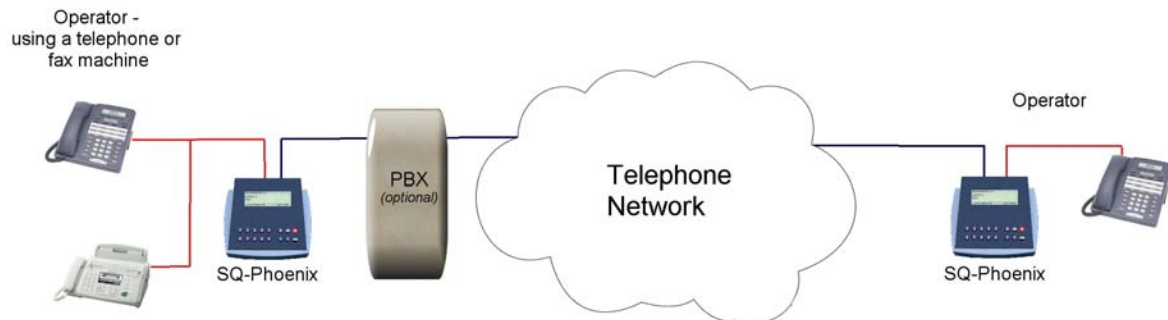 Operator -
using a telephone or
fax machine
Operator
PBX
(optional)
Telephone
Network
SQ-Phoenix
SQ-Phoenix